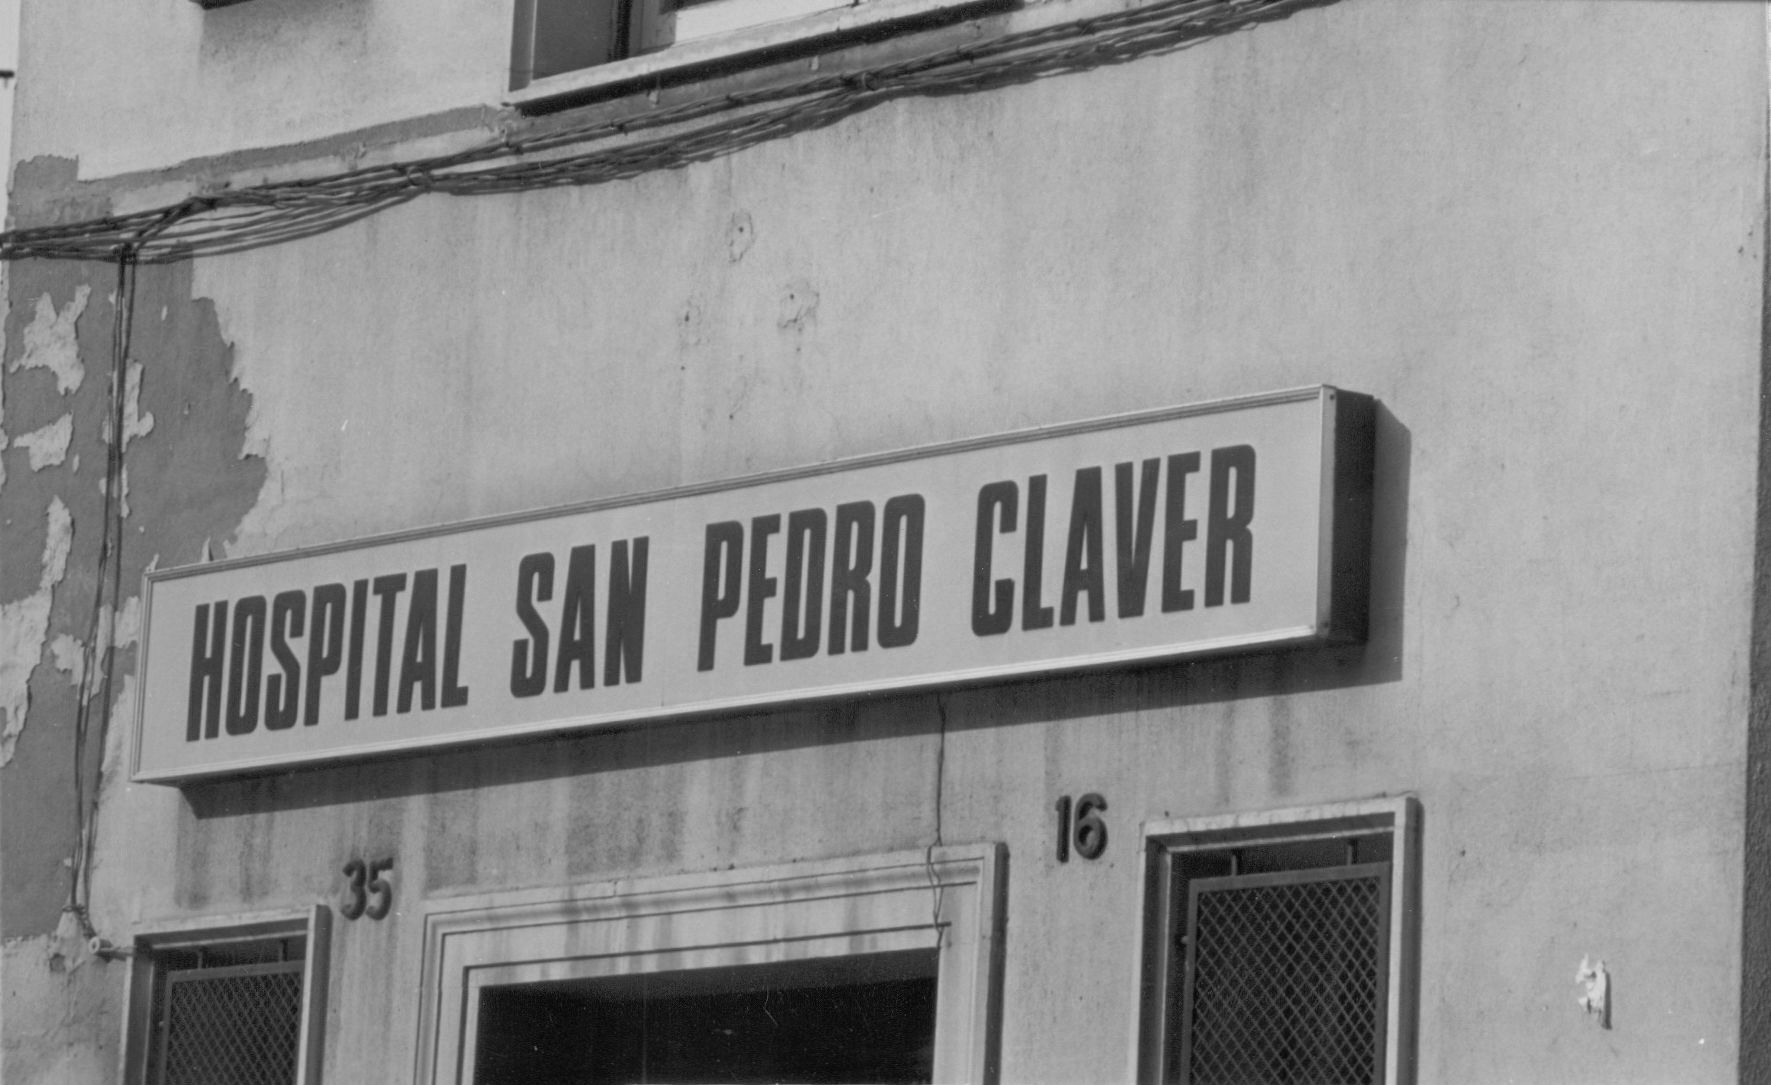 HOSPITAL SAN PEDRO CLAVER
35
16